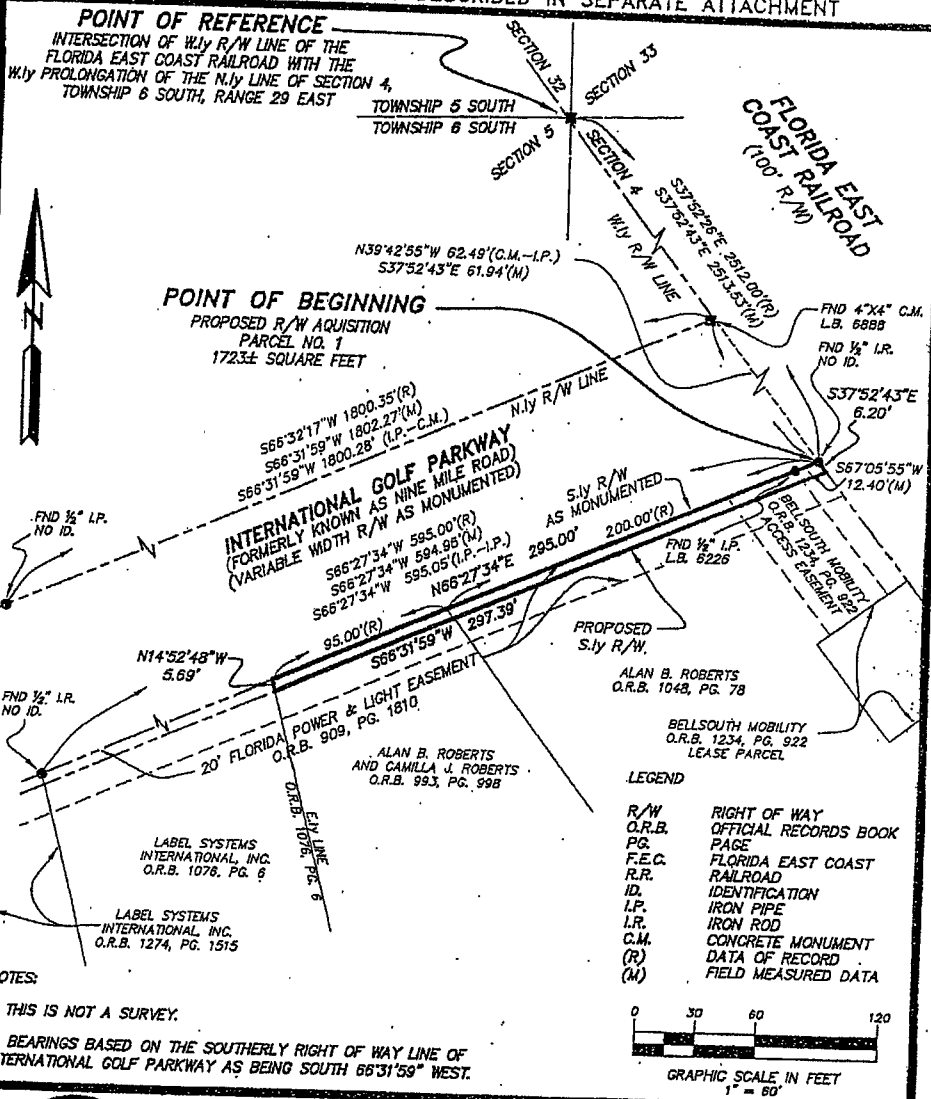 DESCRIBED IN SEPARATE ATTACHMENT
POINT OF REFERENCE
INTERSECTION OF W.ly R/W LINE OF THE
FLORIDA EAST COAST RAILROAD WITH THE
W.ly PROLONGATION OF THE N.ly LINE OF SECTION 4,
TOWNSHIP 6 SOUTH, RANGE 29 EAST
SECTION 32
SECTION 33
TOWNSHIP 5 SOUTH
TOWNSHIP 6 SOUTH
SECTION 5
SECTION 4
FLORIDA EAST
COAST RAILROAD
(100' R/W)
S37°52'26"E 2512.00'(R)
S37°52'43"E 2513.53'(M)
W.ly R/W LINE
N39°42'55"W 62.49'(C.M.-I.P.)
S37°52'43"E 61.94'(M)
POINT OF BEGINNING
PROPOSED R/W AQUISITION
PARCEL NO. 1
1723± SQUARE FEET
FND 4"X4" C.M.
L.B. 6888
FND ½" I.R.
NO ID.
S37°52'43"E
6.20'
S67°05'55"W
12.40'(M)
S66°32'17"W 1800.35'(R)
S66°31'59"W 1802.27'(M)
S66°31'59"W 1800.28' (I.P.-C.M.)
N.ly R/W LINE
INTERNATIONAL GOLF PARKWAY
(FORMERLY KNOWN AS NINE MILE ROAD)
(VARIABLE WIDTH R/W AS MONUMENTED)
S66°27'34"W 595.00'(R)
S66°27'34"W 594.95'(M)
S66°27'34"W 595.05'(I.P.-I.P.)
S.ly R/W
AS MONUMENTED
N66°27'34"E 295.00'
200.00'(R)
FND ½" I.P.
L.B. 6226
BELLSOUTH MOBILITY
O.R.B. 1234, PG. 922
ACCESS EASEMENT
FND ½" I.P.
NO ID.
95.00'(R)
S66°31'59"W 297.39'
PROPOSED
S.ly R/W.
N14°52'48"W
5.69'
FND ½" I.R.
NO ID.
20' FLORIDA POWER & LIGHT EASEMENT
O.R.B. 909, PG. 1810
ALAN B. ROBERTS
O.R.B. 1048, PG. 78
BELLSOUTH MOBILITY
O.R.B. 1234, PG. 922
LEASE PARCEL
ALAN B. ROBERTS
AND CAMILLA J. ROBERTS
O.R.B. 993, PG. 998
E.ly LINE
O.R.B. 1076, PG. 6
LABEL SYSTEMS
INTERNATIONAL, INC.
O.R.B. 1076, PG. 6
LABEL SYSTEMS
INTERNATIONAL, INC.
O.R.B. 1274, PG. 1515
LEGEND
R/W RIGHT OF WAY
O.R.B. OFFICIAL RECORDS BOOK
PG. PAGE
F.E.C. FLORIDA EAST COAST
R.R. RAILROAD
ID. IDENTIFICATION
I.P. IRON PIPE
I.R. IRON ROD
C.M. CONCRETE MONUMENT
(R) DATA OF RECORD
(M) FIELD MEASURED DATA
OTES:
THIS IS NOT A SURVEY.
BEARINGS BASED ON THE SOUTHERLY RIGHT OF WAY LINE OF
TERNATIONAL GOLF PARKWAY AS BEING SOUTH 66°31'59" WEST.
0 30 60 120
GRAPHIC SCALE IN FEET
1" = 60'
N